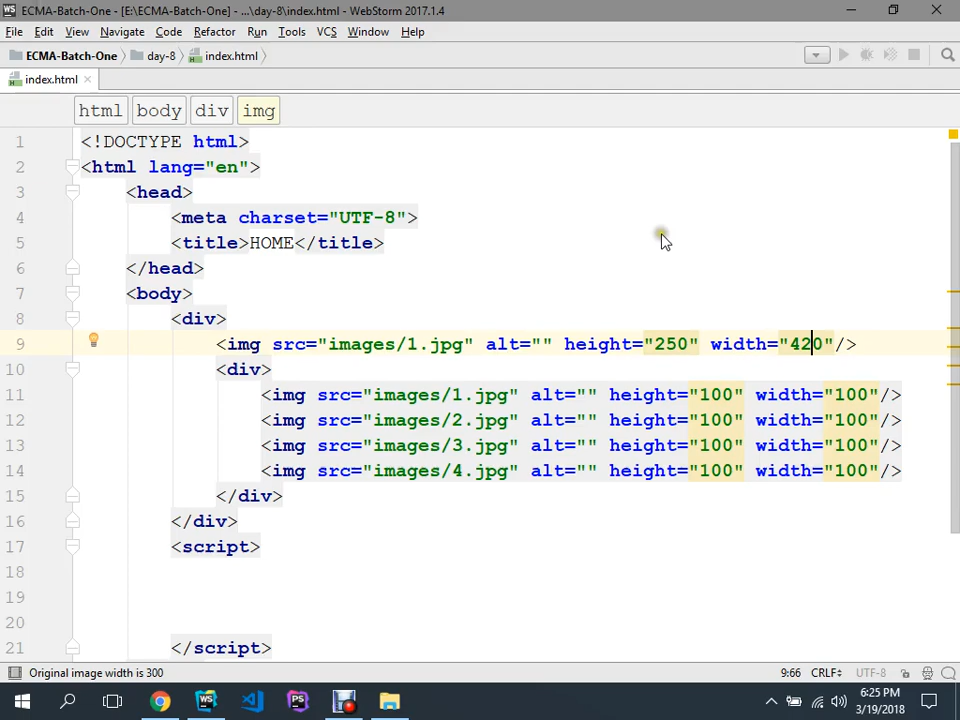 WS ECMA-Batch-One - [E:\ECMA-Batch-One] - ...\day-8\index.html - WebStorm 2017.1.4
File Edit View Navigate Code Refactor Run Tools VCS Window Help
ECMA-Batch-One day-8 index.html
index.html
html body div img
1 <!DOCTYPE html>
2 <html lang="en">
3 <head>
4 <meta charset="UTF-8">
5 <title>HOME</title>
6 </head>
7 <body>
8 <div>
9 <img src="images/1.jpg" alt="" height="250" width="420"/>
10 <div>
11 <img src="images/1.jpg" alt="" height="100" width="100"/>
12 <img src="images/2.jpg" alt="" height="100" width="100"/>
13 <img src="images/3.jpg" alt="" height="100" width="100"/>
14 <img src="images/4.jpg" alt="" height="100" width="100"/>
15 </div>
16 </div>
17 <script>
18
19
20
21 </script>
Original image width is 300 9:66 CRLF UTF-8
WS PS 6:25 PM
3/19/2018